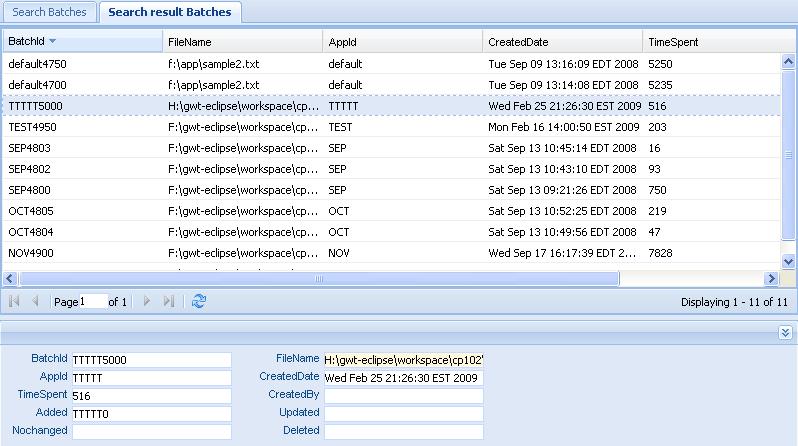 Search Batches Search result Batches
BatchId FileName AppId CreatedDate TimeSpent
default4750 f:\app\sample2.txt default Tue Sep 09 13:16:09 EDT 2008 5250
default4700 f:\app\sample2.txt default Tue Sep 09 13:14:08 EDT 2008 5235
TTTTT5000 H:\gwt-eclipse\workspace\cp... TTTTT Wed Feb 25 21:26:30 EST 2009 516
TEST4950 F:\gwt-eclipse\workspace\cp... TEST Mon Feb 16 14:00:50 EST 2009 203
SEP4803 F:\gwt-eclipse\workspace\cp... SEP Sat Sep 13 10:45:14 EDT 2008 16
SEP4802 F:\gwt-eclipse\workspace\cp... SEP Sat Sep 13 10:43:10 EDT 2008 93
SEP4800 F:\gwt-eclipse\workspace\cp... SEP Sat Sep 13 09:21:26 EDT 2008 750
OCT4805 F:\gwt-eclipse\workspace\cp... OCT Sat Sep 13 10:52:25 EDT 2008 219
OCT4804 F:\gwt-eclipse\workspace\cp... OCT Sat Sep 13 10:49:56 EDT 2008 47
NOV4900 F:\gwt-eclipse\workspace\cp... NOV Wed Sep 17 16:17:39 EDT 2... 7828
Page 1 of 1 Displaying 1 - 11 of 11
BatchId TTTTT5000 FileName H:\gwt-eclipse\workspace\cp102\
AppId TTTTT CreatedDate Wed Feb 25 21:26:30 EST 2009
TimeSpent 516 CreatedBy
Added TTTTT0 Updated
Nochanged Deleted